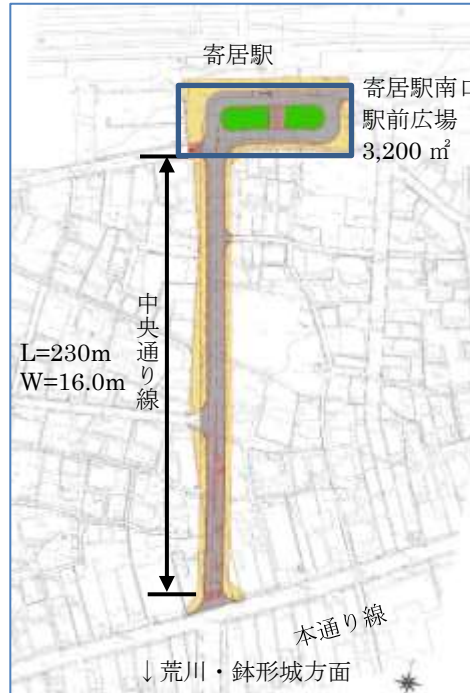 寄居駅
寄居駅南口
駅前広場
3,200 ㎡
中央通り線
L=230m
W=16.0m
本通り線
↓荒川・鉢形城方面